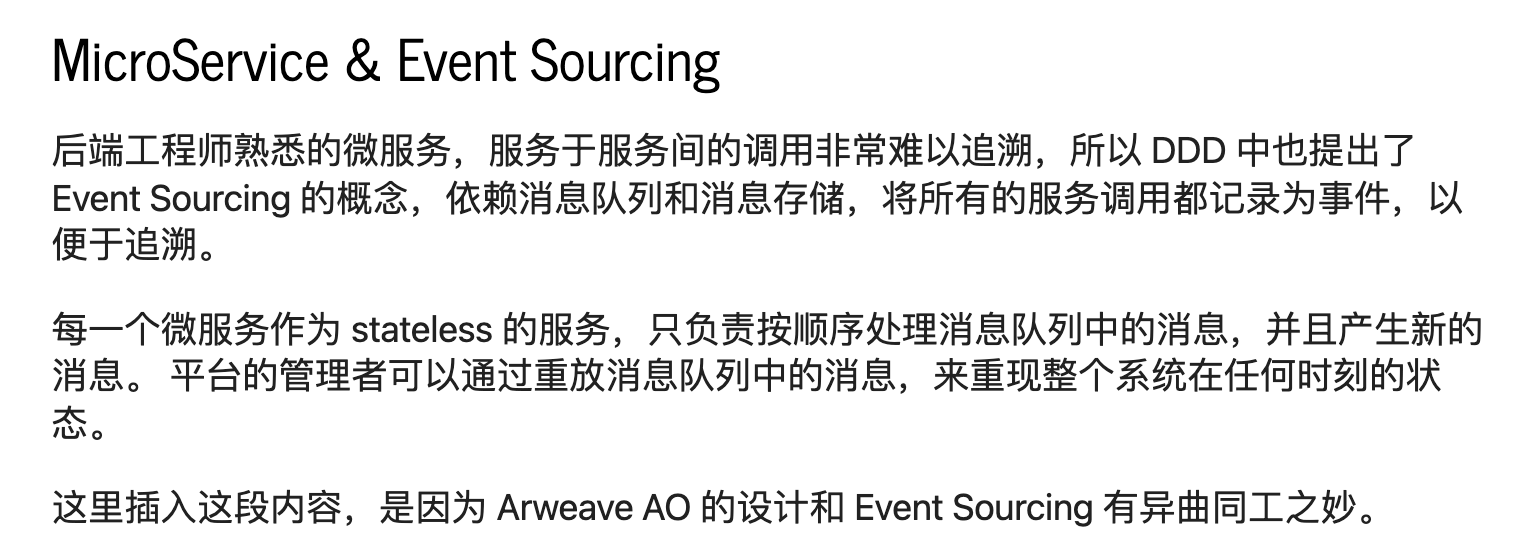 MicroService & Event Sourcing
后端工程师熟悉的微服务，服务于服务间的调用非常难以追溯，所以 DDD 中也提出了
Event Sourcing 的概念，依赖消息队列和消息存储，将所有的服务调用都记录为事件，以
便于追溯。
每一个微服务作为 stateless 的服务，只负责按顺序处理消息队列中的消息，并且产生新的
消息。 平台的管理者可以通过重放消息队列中的消息，来重现整个系统在任何时刻的状
态。
这里插入这段内容，是因为 Arweave AO 的设计和 Event Sourcing 有异曲同工之妙。